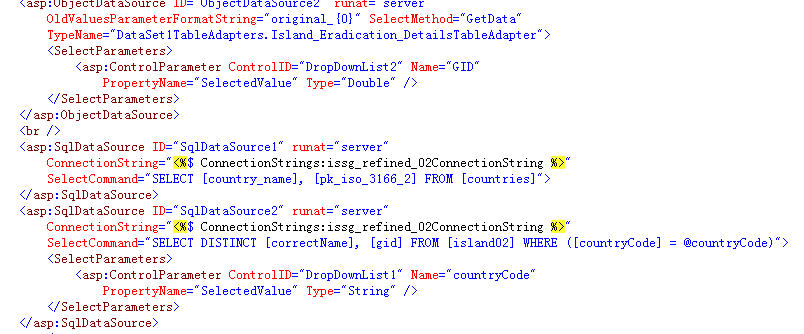 <asp:ObjectDataSource ID="ObjectDataSource2" runat="server"
OldValuesParameterFormatString="original_{0}" SelectMethod="GetData"
TypeName="DataSet1TableAdapters.Island_Eradication_DetailsTableAdapter">
<SelectParameters>
<asp:ControlParameter ControlID="DropDownList2" Name="GID"
PropertyName="SelectedValue" Type="Double" />
</SelectParameters>
</asp:ObjectDataSource>
<br />
<asp:SqlDataSource ID="SqlDataSource1" runat="server"
ConnectionString="<%$ ConnectionStrings:issg_refined_02ConnectionString %>"
SelectCommand="SELECT [country_name], [pk_iso_3166_2] FROM [countries]">
</asp:SqlDataSource>
<asp:SqlDataSource ID="SqlDataSource2" runat="server"
ConnectionString="<%$ ConnectionStrings:issg_refined_02ConnectionString %>"
SelectCommand="SELECT DISTINCT [correctName], [gid] FROM [island02] WHERE ([countryCode] = @countryCode)">
<SelectParameters>
<asp:ControlParameter ControlID="DropDownList1" Name="countryCode"
PropertyName="SelectedValue" Type="String" />
</SelectParameters>
</asp:SqlDataSource>